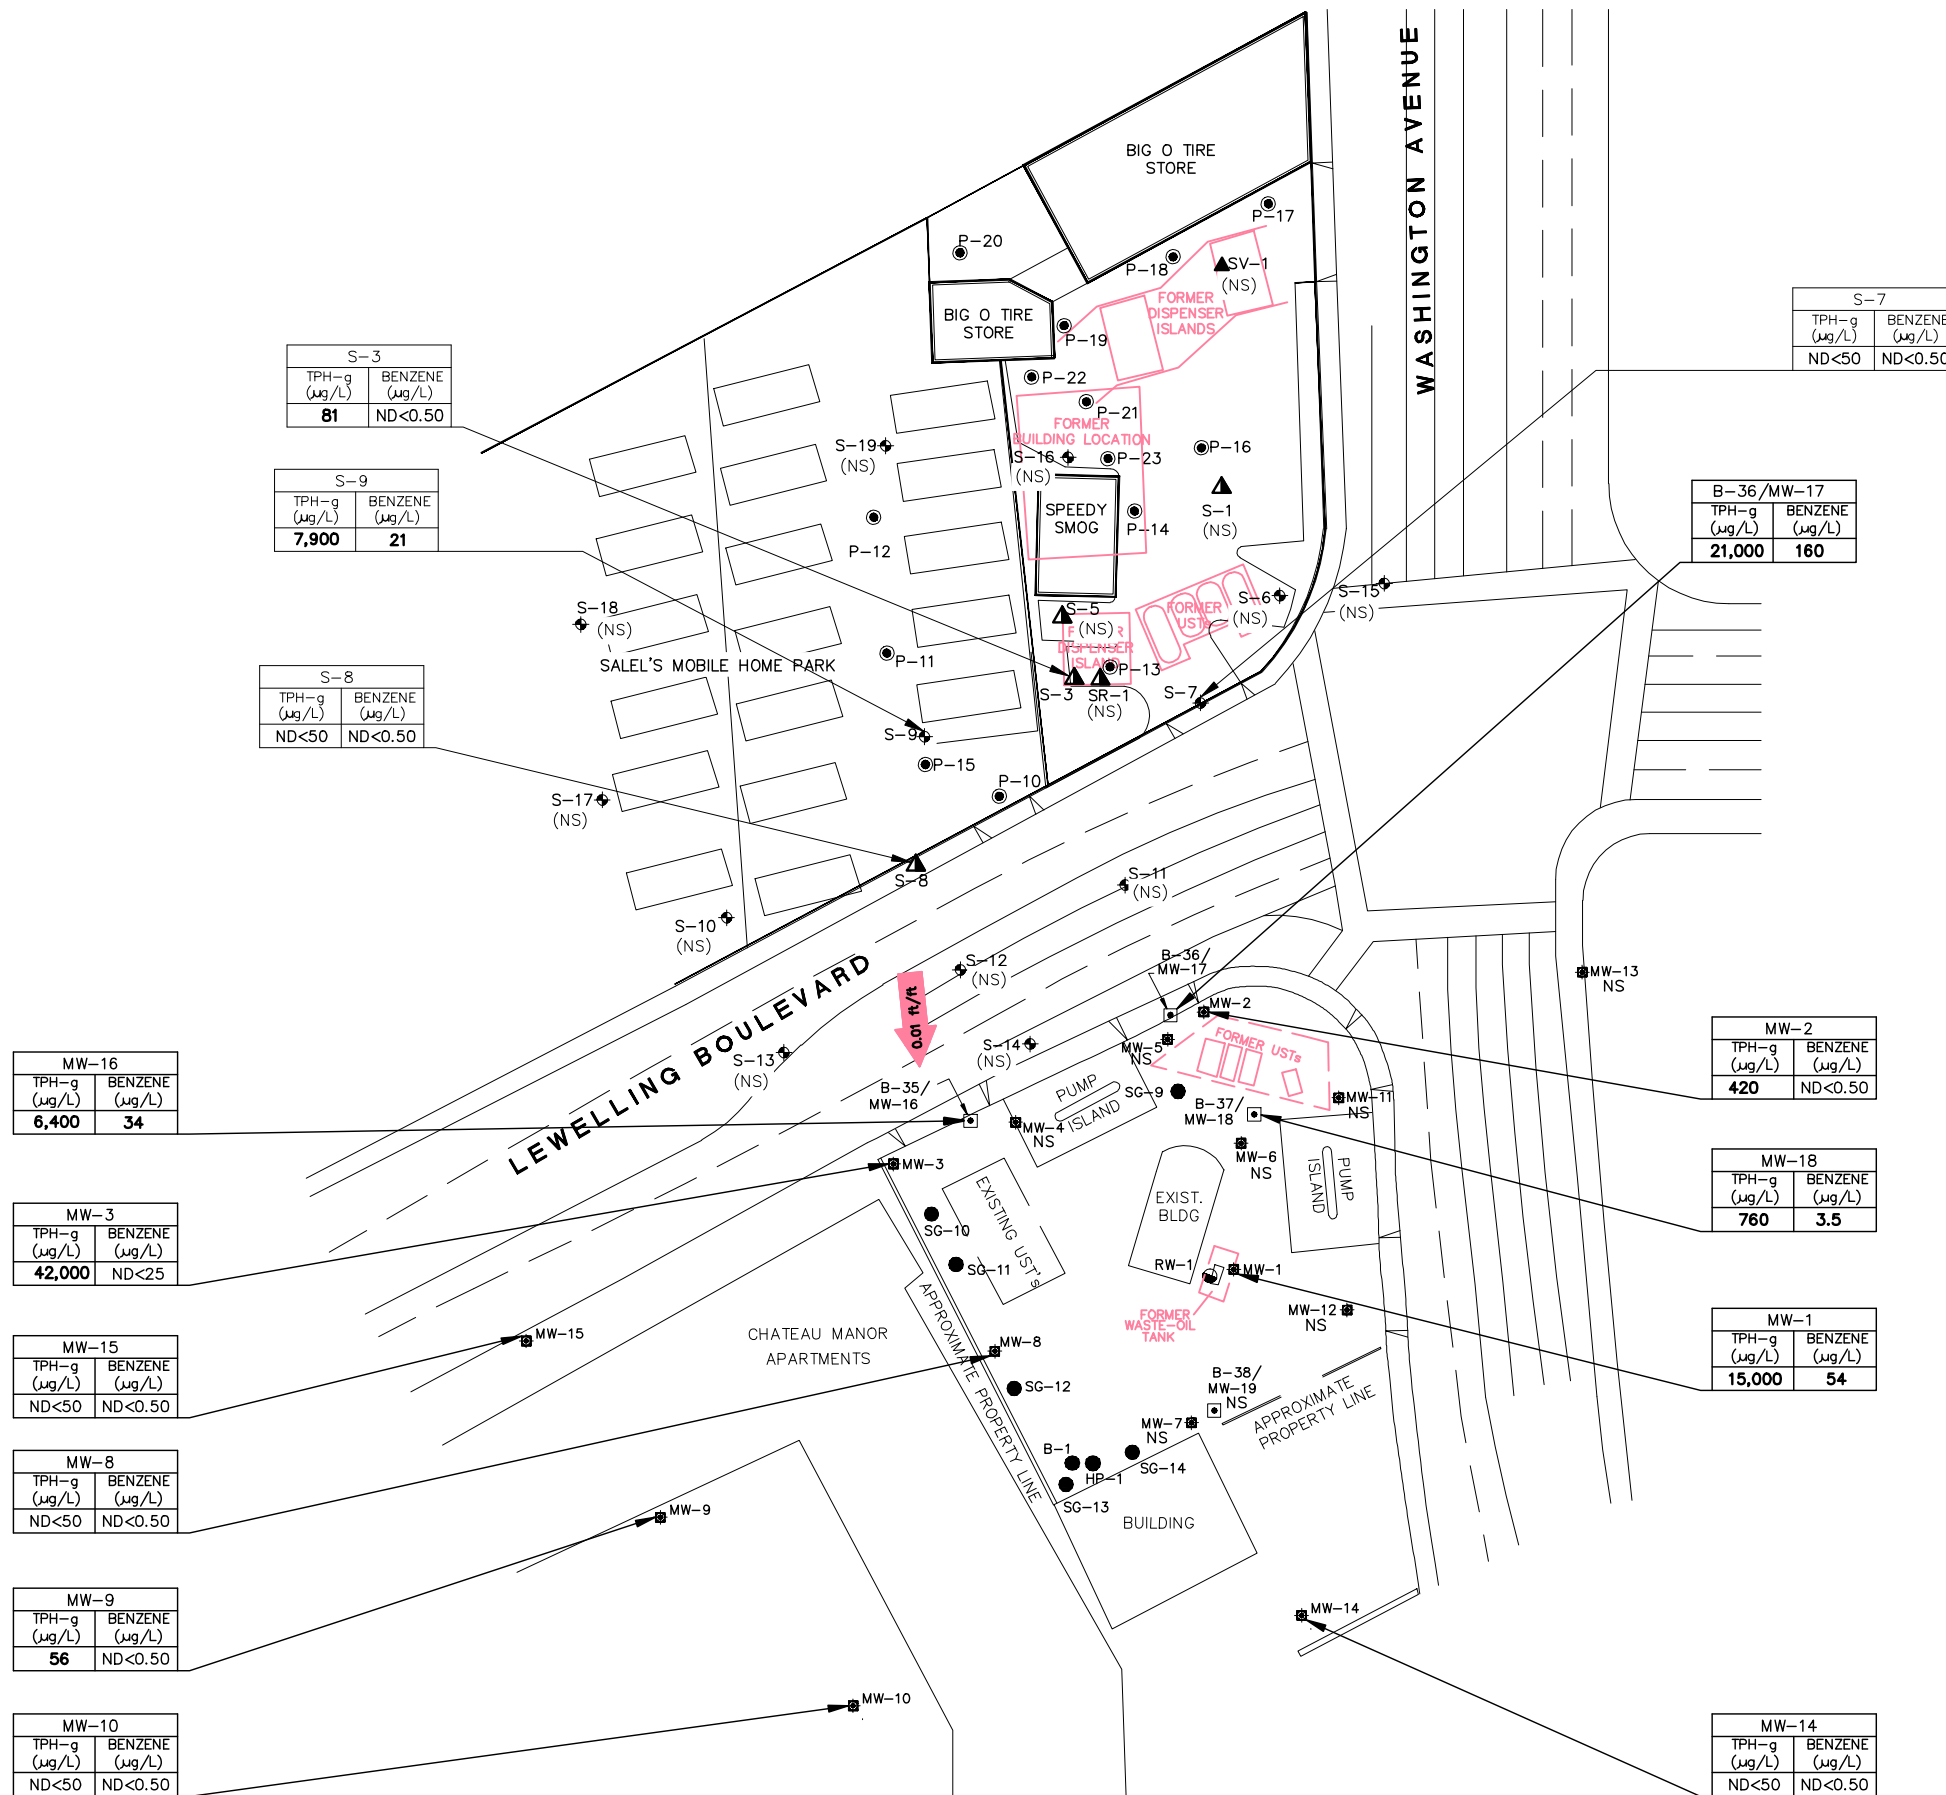 WASHINGTON AVENUE
BIG O TIRE
STORE
P-17
P-20
P-18
SV-1
(NS)
FORMER
DISPENSER
ISLANDS
BIG O TIRE
STORE
P-19
P-22
P-21
FORMER
BUILDING LOCATION
S-19
(NS)
S-16
(NS)
P-23
P-16
SPEEDY
SMOG
P-14
S-1
(NS)
P-12
S-18
(NS)
S-5
(NS)
FORMER
USTs
S-6
(NS)
S-15
(NS)
DISPENSER
ISLAND
P-11
SALEL'S MOBILE HOME PARK
P-13
S-3
SR-1
(NS)
S-7
S-9
P-15
P-10
S-17
(NS)
S-8
S-11
(NS)
S-10
(NS)
S-12
(NS)
LEWELLING BOULEVARD
0.01 ft/ft
S-13
(NS)
S-14
(NS)
B-36/
MW-17
MW-2
MW-13
NS
MW-5
NS
FORMER USTs
B-35/
MW-16
PUMP
ISLAND
SG-9
B-37/
MW-18
MW-11
NS
MW-4
NS
MW-6
NS
PUMP
ISLAND
MW-3
EXISTING UST's
EXIST.
BLDG
SG-10
SG-11
RW-1
MW-1
FORMER
WASTE-OIL
TANK
MW-12
NS
MW-15
CHATEAU MANOR
APARTMENTS
APPROXIMATE PROPERTY LINE
MW-8
SG-12
B-38/
MW-19
NS
MW-7
NS
APPROXIMATE
PROPERTY LINE
B-1
HP-1
SG-14
SG-13
BUILDING
MW-9
MW-14
MW-10
S-3
TPH-g
(µg/L)
BENZENE
(µg/L)
81
ND<0.50
S-9
TPH-g
(µg/L)
BENZENE
(µg/L)
7,900
21
S-8
TPH-g
(µg/L)
BENZENE
(µg/L)
ND<50
ND<0.50
MW-16
TPH-g
(µg/L)
BENZENE
(µg/L)
6,400
34
MW-3
TPH-g
(µg/L)
BENZENE
(µg/L)
42,000
ND<25
MW-15
TPH-g
(µg/L)
BENZENE
(µg/L)
ND<50
ND<0.50
MW-8
TPH-g
(µg/L)
BENZENE
(µg/L)
ND<50
ND<0.50
MW-9
TPH-g
(µg/L)
BENZENE
(µg/L)
56
ND<0.50
MW-10
TPH-g
(µg/L)
BENZENE
(µg/L)
ND<50
ND<0.50
S-7
TPH-g
(µg/L)
BENZENE
(µg/L)
ND<50
ND<0.50
B-36/MW-17
TPH-g
(µg/L)
BENZENE
(µg/L)
21,000
160
MW-2
TPH-g
(µg/L)
BENZENE
(µg/L)
420
ND<0.50
MW-18
TPH-g
(µg/L)
BENZENE
(µg/L)
760
3.5
MW-1
TPH-g
(µg/L)
BENZENE
(µg/L)
15,000
54
MW-14
TPH-g
(µg/L)
BENZENE
(µg/L)
ND<50
ND<0.50